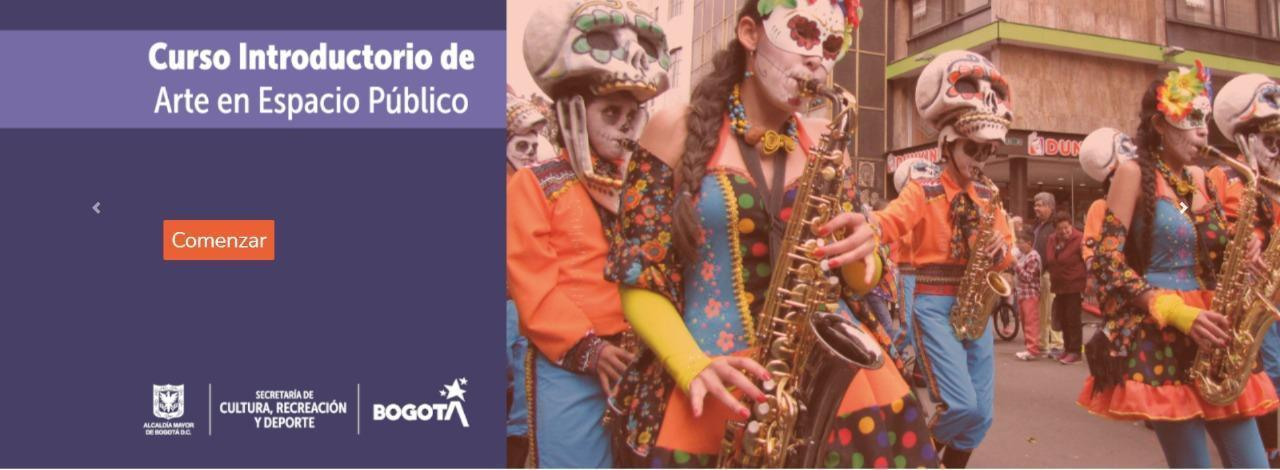 Curso Introductorio de
Arte en Espacio Público
Comenzar
ALCALDÍA MAYOR
DE BOGOTÁ D.C.
SECRETARÍA DE
CULTURA, RECREACIÓN
Y DEPORTE
BOGOTÁ